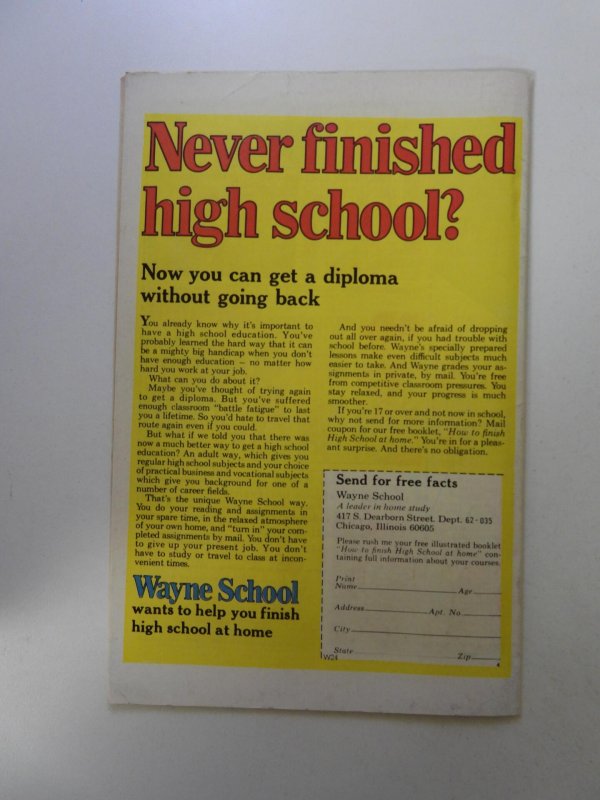 Never finished
high school?
Now you can get a diploma
without going back
You already know why it's important to
have a high school education. You've
probably learned the hard way that it can
be a mighty big handicap when you don't
have enough education – no matter how
hard you work at your job.
What can you do about it?
Maybe you've thought of trying again
to get a diploma. But you've suffered
enough classroom "battle fatigue" to last
you a lifetime. So you'd hate to travel that
route again even if you could.
But what if we told you that there was
now a much better way to get a high school
education? An adult way, which gives you
regular high school subjects and your choice
of practical business and vocational subjects
which give you background for one of a
number of career fields.
That's the unique Wayne School way.
You do your reading and assignments in
your spare time, in the relaxed atmosphere
of your own home, and "turn in" your com-
pleted assignments by mail. You don't have
to give up your present job. You don't
have to study or travel to class at incon-
venient times.
Wayne School
wants to help you finish
high school at home
And you needn't be afraid of dropping
out all over again, if you had trouble with
school before. Wayne's specially prepared
lessons make even difficult subjects much
easier to take. And Wayne grades your as-
signments in private, by mail. You're free
from competitive classroom pressures. You
stay relaxed, and your progress is much
smoother.
If you're 17 or over and not now in school,
why not send for more information? Mail
coupon for our free booklet, "How to finish
High School at home." You're in for a pleas-
ant surprise. And there's no obligation.
Send for free facts
Wayne School
A leader in home study
417 S. Dearborn Street, Dept. 62-035
Chicago, Illinois 60605
Please rush me your free illustrated booklet
"How to finish High School at home" con-
taining full information about your courses.
Print
Name Age
Address Apt. No.
City
State Zip
W24
4